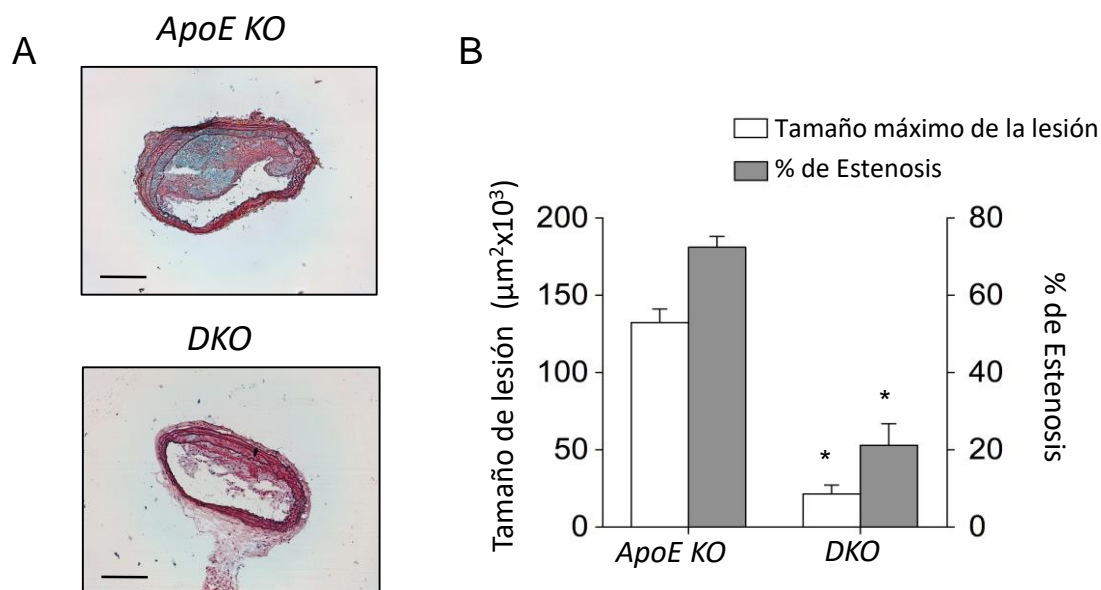 A
ApoE KO
DKO
B
Tamaño máximo de la lesión
% de Estenosis
Tamaño de lesión (µm²x10³)
200
150
100
50
0
80
60
40
20
0
% de Estenosis
*
*
ApoE KO
DKO